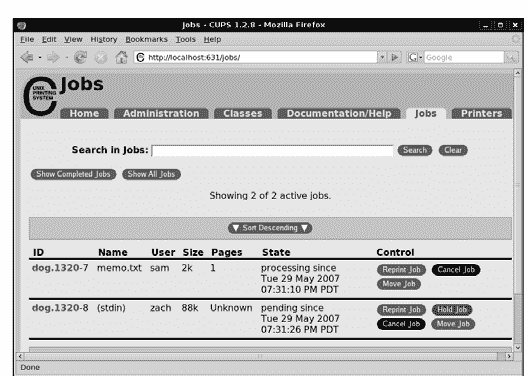 Jobs - CUPS 1.2.8 - Mozilla Firefox
File Edit View History Bookmarks Tools Help
http://localhost:631/jobs/ Google
UNIX PRINTING SYSTEM
Jobs
Home Administration Classes Documentation/Help Jobs Printers
Search in Jobs: Search Clear
Show Completed Jobs Show All Jobs
Showing 2 of 2 active jobs.
▼ Sort Descending ▼
ID Name User Size Pages State Control
dog.1320-7 memo.txt sam 2k 1 processing since Reprint Job Cancel Job
Tue 29 May 2007 Move Job
07:31:10 PM PDT
dog.1320-8 (stdin) zach 88k Unknown pending since Reprint Job Hold Job
Tue 29 May 2007 Cancel Job Move Job
07:31:26 PM PDT
Done